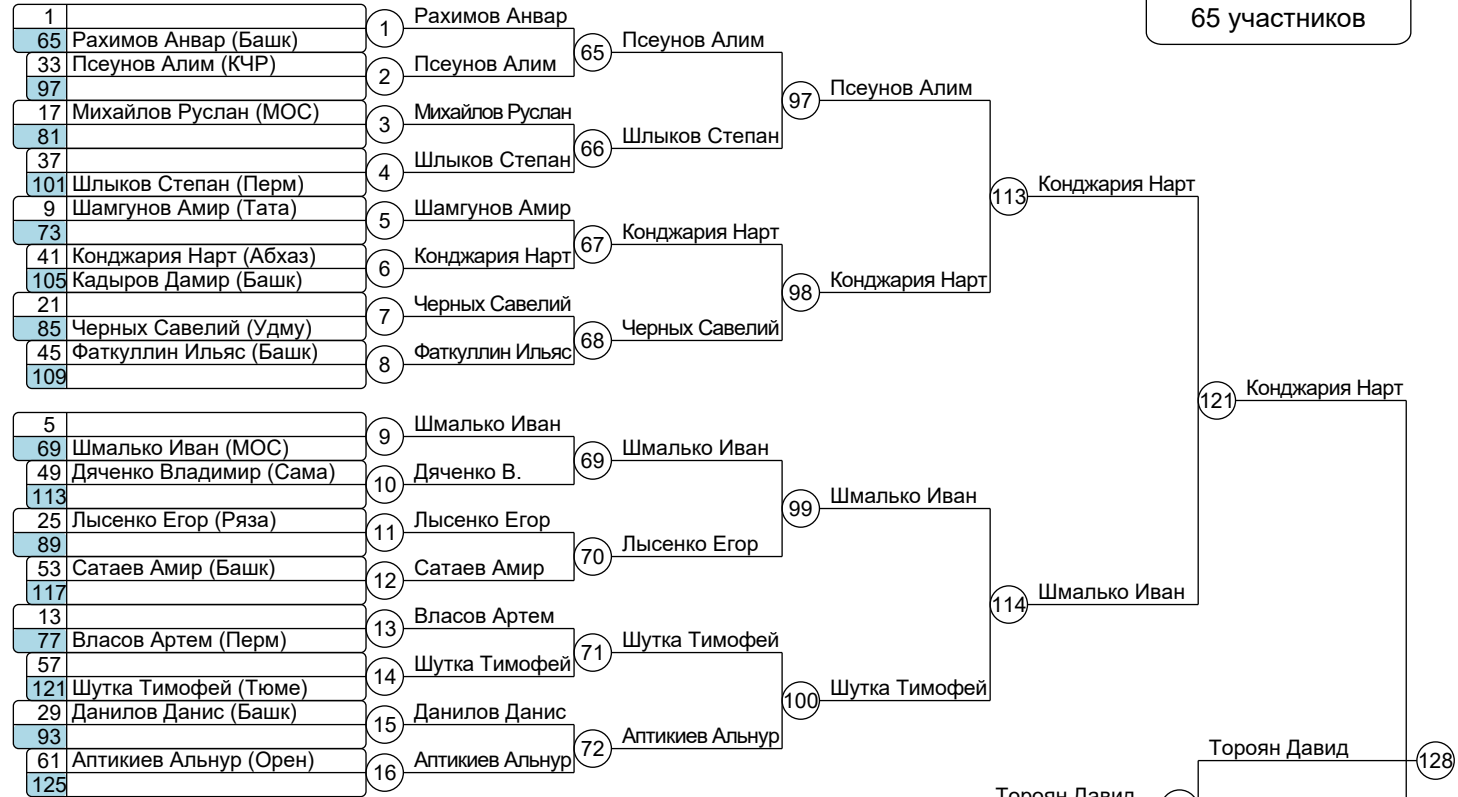 65 участников
1
65 Рахимов Анвар (Башк)
33 Псеунов Алим (КЧР)
97
17 Михайлов Руслан (МОС)
81
37
101 Шлыков Степан (Перм)
9 Шамгунов Амир (Тата)
73
41 Конджария Нарт (Абхаз)
105 Кадыров Дамир (Башк)
21
85 Черных Савелий (Удму)
45 Фаткуллин Ильяс (Башк)
109
5
69 Шмалько Иван (МОС)
49 Дяченко Владимир (Сама)
113
25 Лысенко Егор (Ряза)
89
53 Сатаев Амир (Башк)
117
13
77 Власов Артем (Перм)
57
121 Шутка Тимофей (Тюме)
29 Данилов Данис (Башк)
93
61 Аптикиев Альнур (Орен)
125
1 Рахимов Анвар
2 Псеунов Алим
3 Михайлов Руслан
4 Шлыков Степан
5 Шамгунов Амир
6 Конджария Нарт
7 Черных Савелий
8 Фаткуллин Ильяс
9 Шмалько Иван
10 Дяченко В.
11 Лысенко Егор
12 Сатаев Амир
13 Власов Артем
14 Шутка Тимофей
15 Данилов Данис
16 Аптикиев Альнур
65 Псеунов Алим
66 Шлыков Степан
67 Конджария Нарт
68 Черных Савелий
69 Шмалько Иван
70 Лысенко Егор
71 Шутка Тимофей
72 Аптикиев Альнур
97 Псеунов Алим
98 Конджария Нарт
99 Шмалько Иван
100 Шутка Тимофей
113 Конджария Нарт
114 Шмалько Иван
121 Конджария Нарт
Тороян Давид 128
Тороян Давид